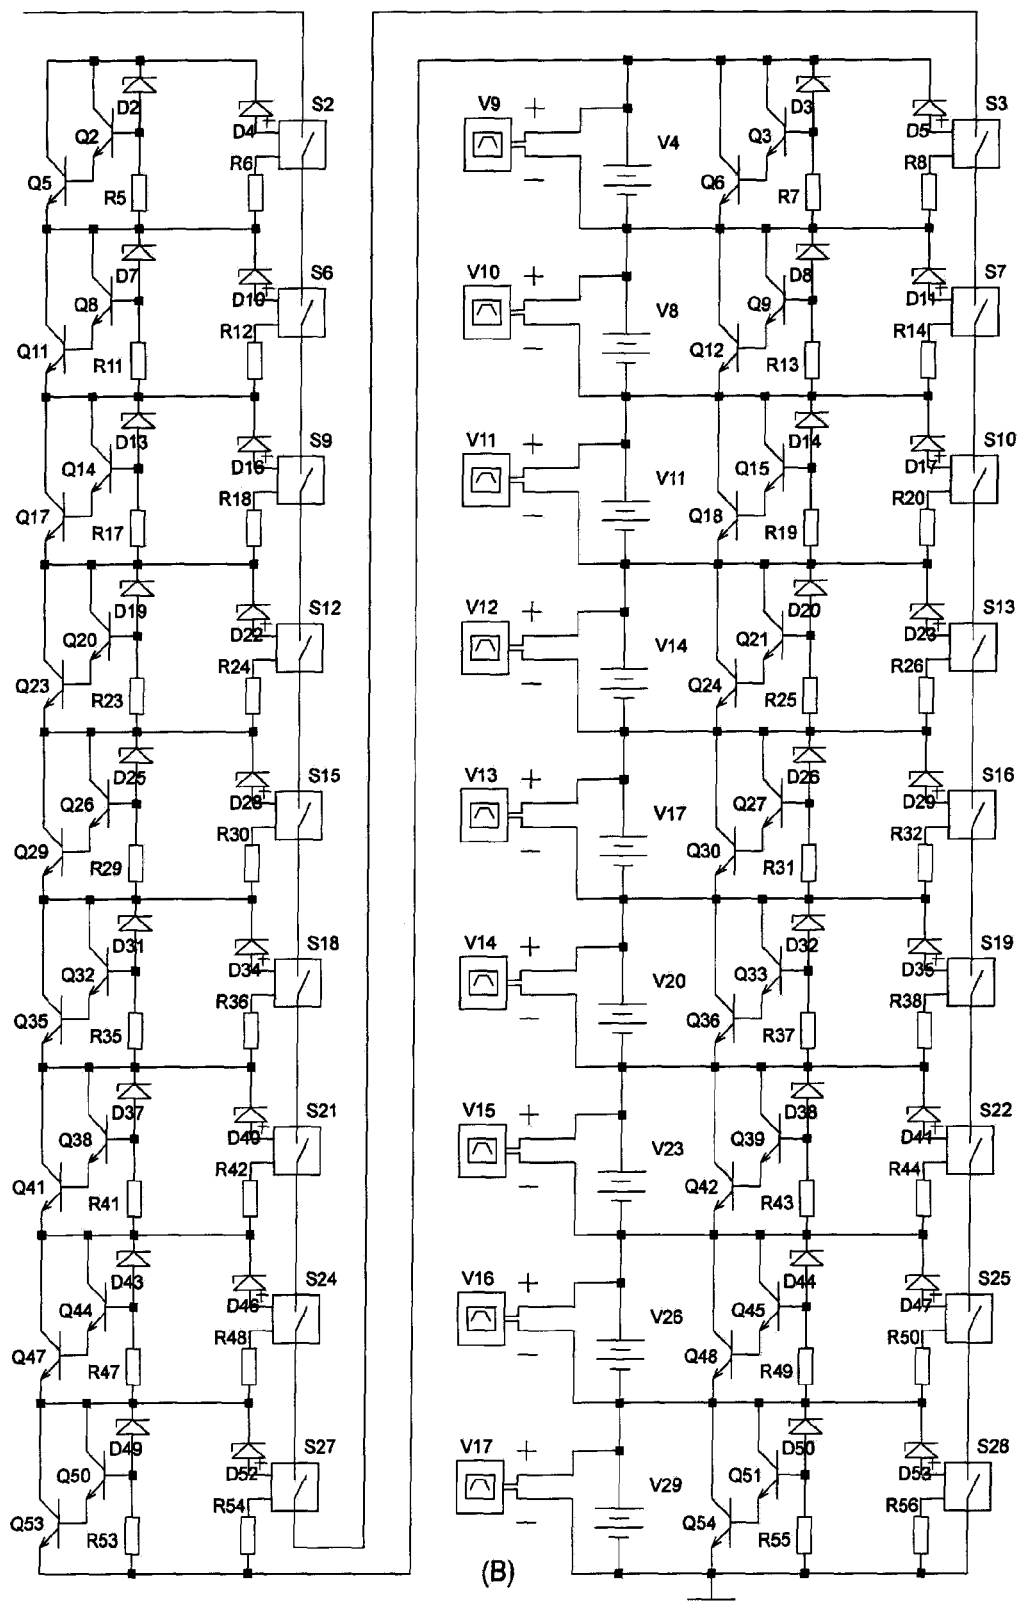 D2
S2
Q2
D4
R6
Q5
R5
V9
+
−
V4
D3
S3
Q3
D5
R8
Q6
R7
D7
S6
Q8
D10
R12
Q11
R11
V10
+
−
V8
D8
S7
Q9
D11
R14
Q12
R13
D13
S9
Q14
D16
R18
Q17
R17
V11
+
−
V11
D14
S10
Q15
D17
R20
Q18
R19
D19
S12
Q20
D22
R24
Q23
R23
V12
+
−
V14
D20
S13
Q21
D23
R26
Q24
R25
D25
S15
Q26
D28
R30
Q29
R29
V13
+
−
V17
D26
S16
Q27
D29
R32
Q30
R31
D31
S18
Q32
D34
R36
Q35
R35
V14
+
−
V20
D32
S19
Q33
D35
R38
Q36
R37
D37
S21
Q38
D40
R42
Q41
R41
V15
+
−
V23
D38
S22
Q39
D41
R44
Q42
R43
D43
S24
Q44
D46
R48
Q47
R47
V16
+
−
V26
D44
S25
Q45
D47
R50
Q48
R49
D49
S27
Q50
D52
R54
Q53
R53
V17
+
−
V29
D50
S28
Q51
D53
R56
Q54
R55
(B)